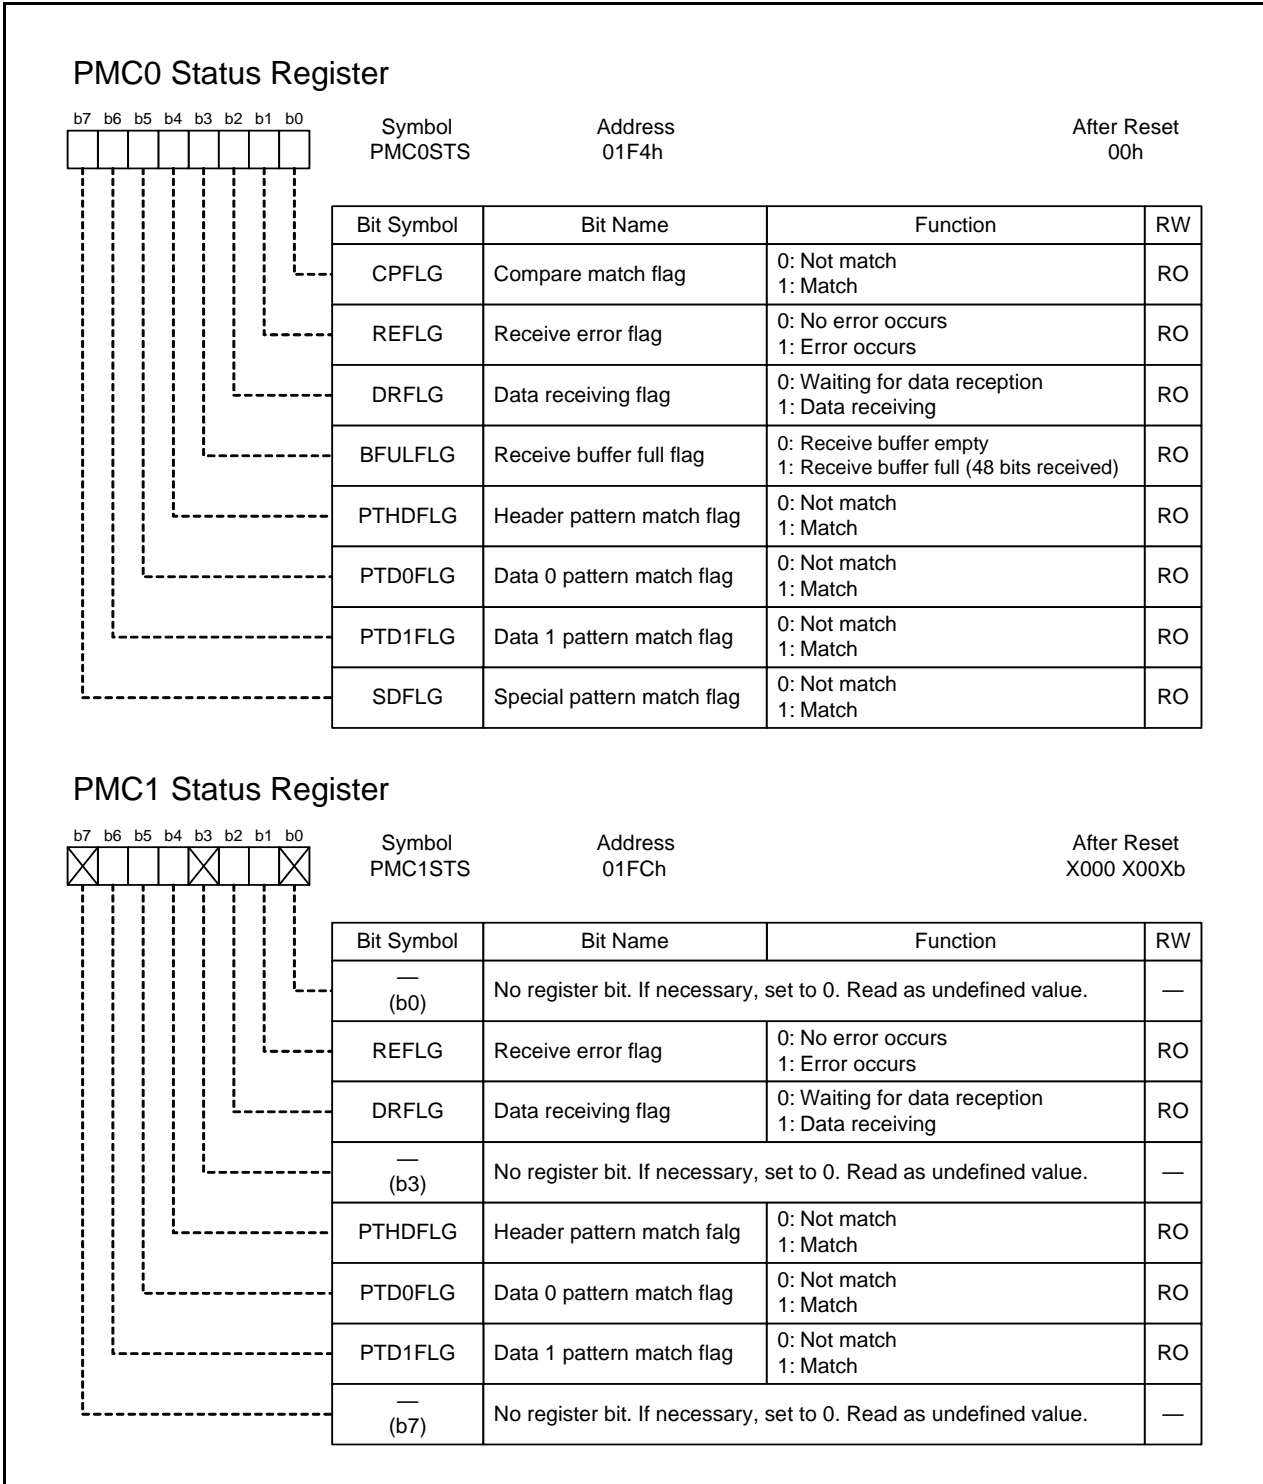 PMC0 Status Register
b7 b6 b5 b4 b3 b2 b1 b0
Symbol Address After Reset
PMC0STS 01F4h 00h
Bit Symbol Bit Name Function RW
CPFLG Compare match flag 0: Not match
1: Match RO
REFLG Receive error flag 0: No error occurs
1: Error occurs RO
DRFLG Data receiving flag 0: Waiting for data reception
1: Data receiving RO
BFULFLG Receive buffer full flag 0: Receive buffer empty
1: Receive buffer full (48 bits received) RO
PTHDFLG Header pattern match flag 0: Not match
1: Match RO
PTD0FLG Data 0 pattern match flag 0: Not match
1: Match RO
PTD1FLG Data 1 pattern match flag 0: Not match
1: Match RO
SDFLG Special pattern match flag 0: Not match
1: Match RO
PMC1 Status Register
b7 b6 b5 b4 b3 b2 b1 b0
Symbol Address After Reset
PMC1STS 01FCh X000 X00Xb
Bit Symbol Bit Name Function RW
—
(b0) No register bit. If necessary, set to 0. Read as undefined value. —
REFLG Receive error flag 0: No error occurs
1: Error occurs RO
DRFLG Data receiving flag 0: Waiting for data reception
1: Data receiving RO
—
(b3) No register bit. If necessary, set to 0. Read as undefined value. —
PTHDFLG Header pattern match falg 0: Not match
1: Match RO
PTD0FLG Data 0 pattern match flag 0: Not match
1: Match RO
PTD1FLG Data 1 pattern match flag 0: Not match
1: Match RO
—
(b7) No register bit. If necessary, set to 0. Read as undefined value. —